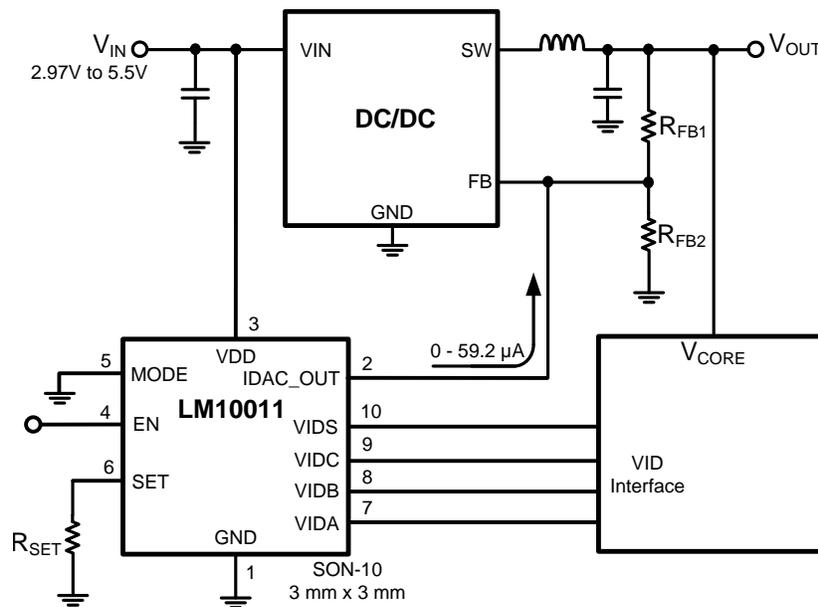 VIN
2.97V to 5.5V
VIN
SW
VOUT
DC/DC
RFB1
FB
GND
RFB2
3
0 - 59.2 µA
VDD
2
VCORE
5
MODE
IDAC_OUT
LM10011
10
4
EN
VIDS
9
6
SET
VIDC
8
VID
Interface
VIDB
7
VIDA
RSET
GND
1
SON-10
3 mm x 3 mm